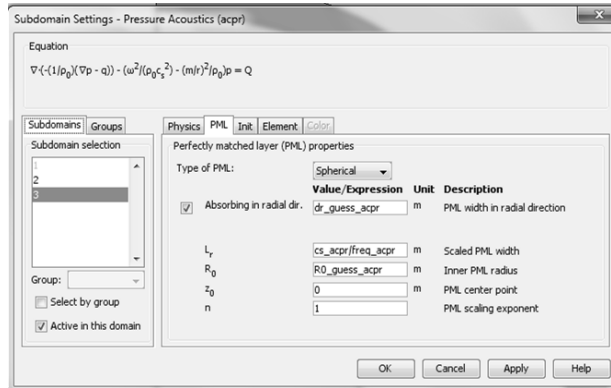 Subdomain Settings - Pressure Acoustics (acpr)
Equation
∇·(-(1/ρ₀)(∇p - q)) - (ω²/(ρ₀cₛ²) - (m/r)²/ρ₀)p = Q
Subdomains Groups
Subdomain selection
1
2
3
Group:
Select by group
Active in this domain
Physics PML Init Element Color
Perfectly matched layer (PML) properties
Type of PML: Spherical
Value/Expression Unit Description
Absorbing in radial dir. dr_guess_acpr m PML width in radial direction
Lᵣ cs_acpr/freq_acpr m Scaled PML width
R₀ R0_guess_acpr m Inner PML radius
z₀ 0 m PML center point
n 1 PML scaling exponent
OK Cancel Apply Help